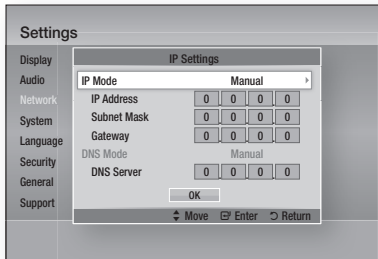 Settings
Display
Audio
Network
System
Language
Security
General
Support
IP Settings
IP Mode Manual
IP Address 0 . 0 . 0 . 0
Subnet Mask 0 . 0 . 0 . 0
Gateway 0 . 0 . 0 . 0
DNS Mode Manual
DNS Server 0 . 0 . 0 . 0
OK
Move Enter Return